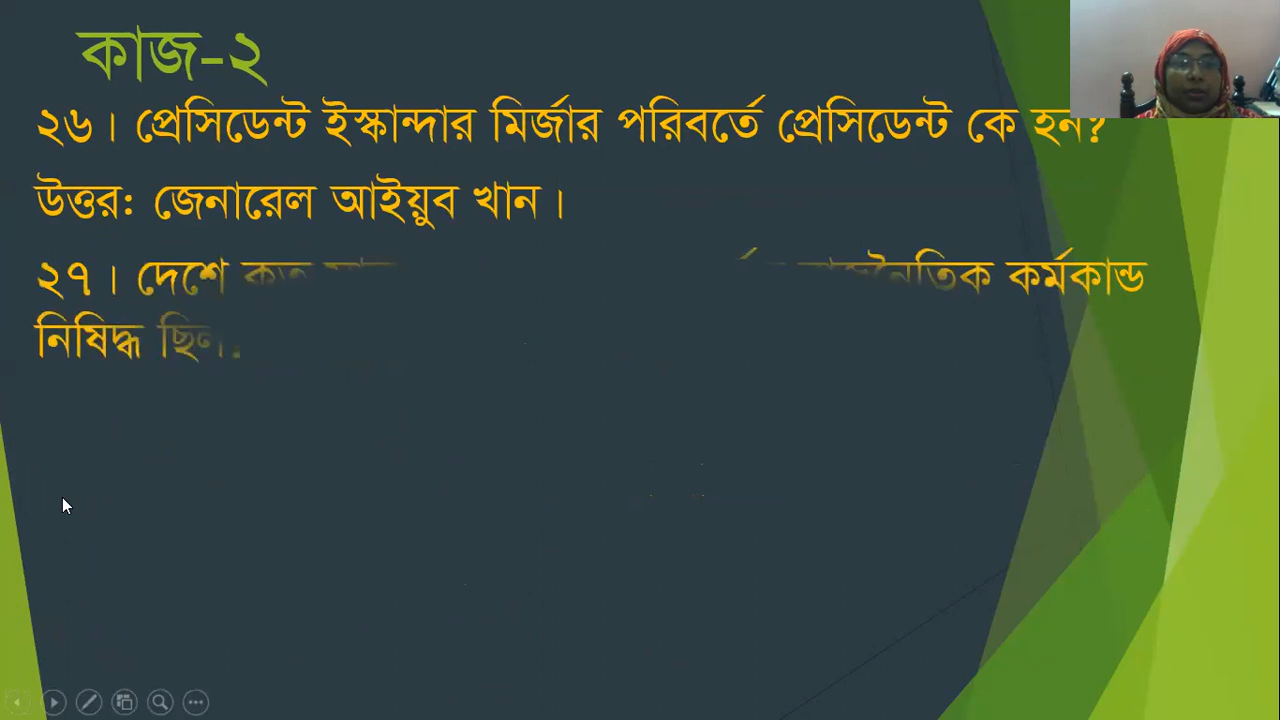 কাজ-২
২৬। প্রেসিডেন্ট ইস্কান্দার মির্জার পরিবর্তে প্রেসিডেন্ট কে হন?
উত্তর: জেনারেল আইয়ুব খান।
২৭। দেশে রাজনৈতিক কর্মকান্ড
নিষিদ্ধ ছিল?